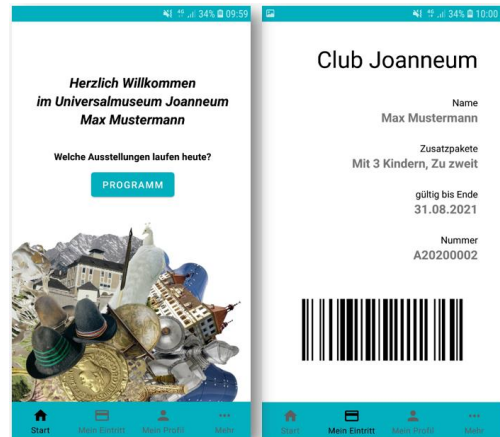 34% 09:59
Herzlich Willkommen
im Universalmuseum Joanneum
Max Mustermann
Welche Ausstellungen laufen heute?
PROGRAMM
Start
Mein Eintritt
Mein Profil
Mehr
34% 10:00
Club Joanneum
Name
Max Mustermann
Zusatzpakete
Mit 3 Kindern, Zu zweit
gültig bis Ende
31.08.2021
Nummer
A20200002
Start
Mein Eintritt
Mein Profil
Mehr